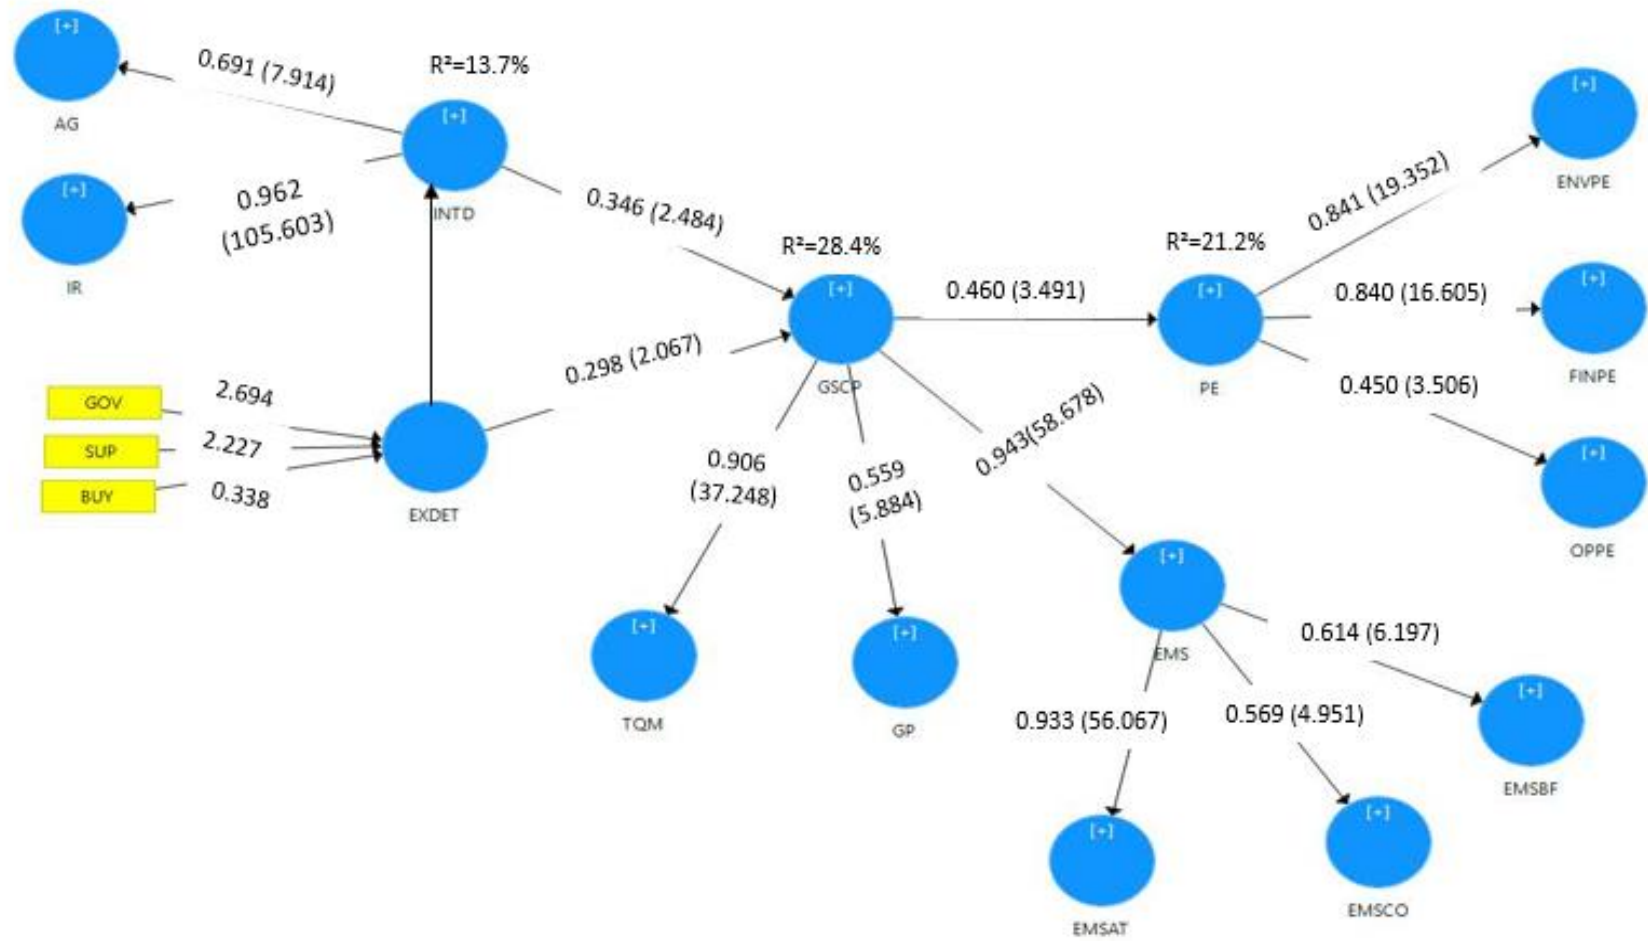 [+]
AG
0.691 (7.914)
R²=13.7%
[+]
INTD
[+]
IR
0.962
(105.603)
0.346 (2.484)
GOV
SUP
BUY
2.694
2.227
0.338
EXDET
0.298 (2.067)
R²=28.4%
[+]
GSCP
0.460 (3.491)
R²=21.2%
[+]
PE
0.841 (19.352)
[+]
ENVPE
0.840 (16.605)
[+]
FINPE
0.450 (3.506)
[+]
OPPE
0.906
(37.248)
0.559
(5.884)
0.943(58.678)
[+]
TQM
[+]
GP
[+]
EMS
0.614 (6.197)
0.933 (56.067)
0.569 (4.951)
[+]
EMSBF
[+]
EMSCO
[+]
EMSAT